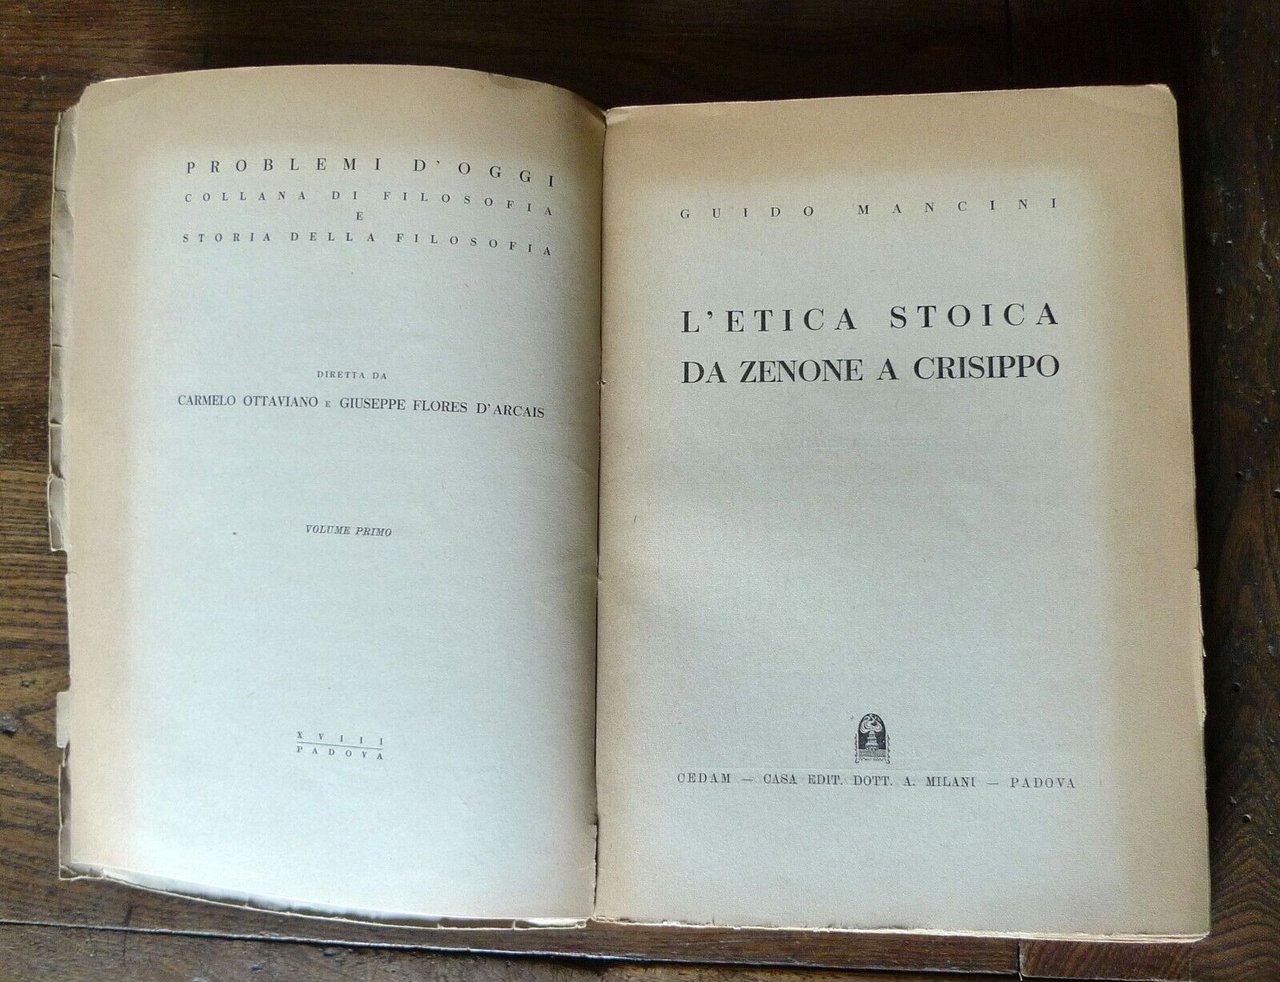 PROBLEMI D'OGGI
COLLANA DI FILOSOFIA
E
STORIA DELLA FILOSOFIA
DIRETTA DA
CARMELO OTTAVIANO E GIUSEPPE FLORES D'ARCAIS
VOLUME PRIMO
XVIII
PADOVA
GUIDO MANCINI
L'ETICA STOICA
DA ZENONE A CRISIPPO
CEDAM — CASA EDIT. DOTT. A. MILANI — PADOVA